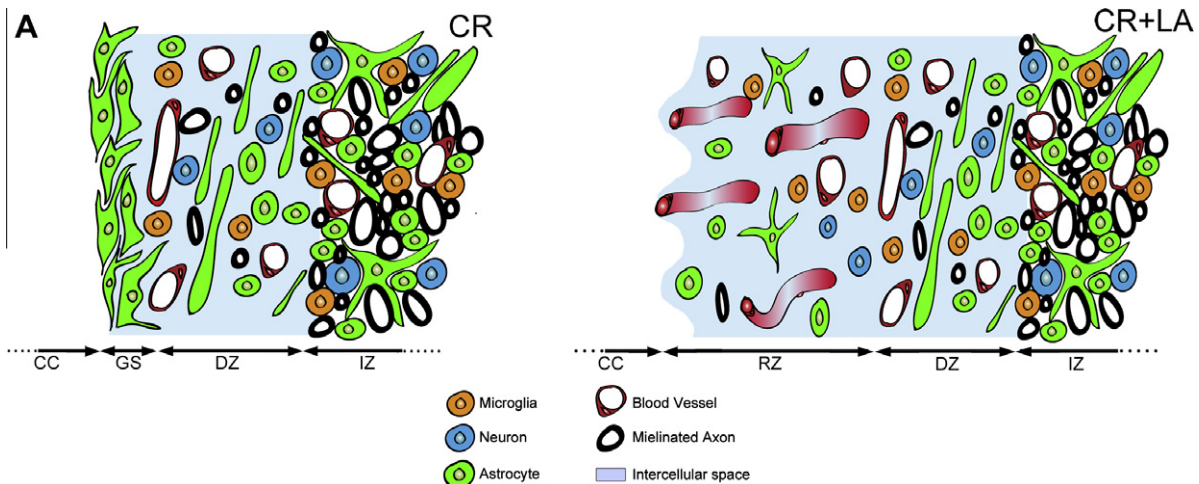 A
CR
CR+LA
CC GS DZ IZ
CC RZ DZ IZ
Microglia
Blood Vessel
Neuron
Mielinated Axon
Astrocyte
Intercellular space